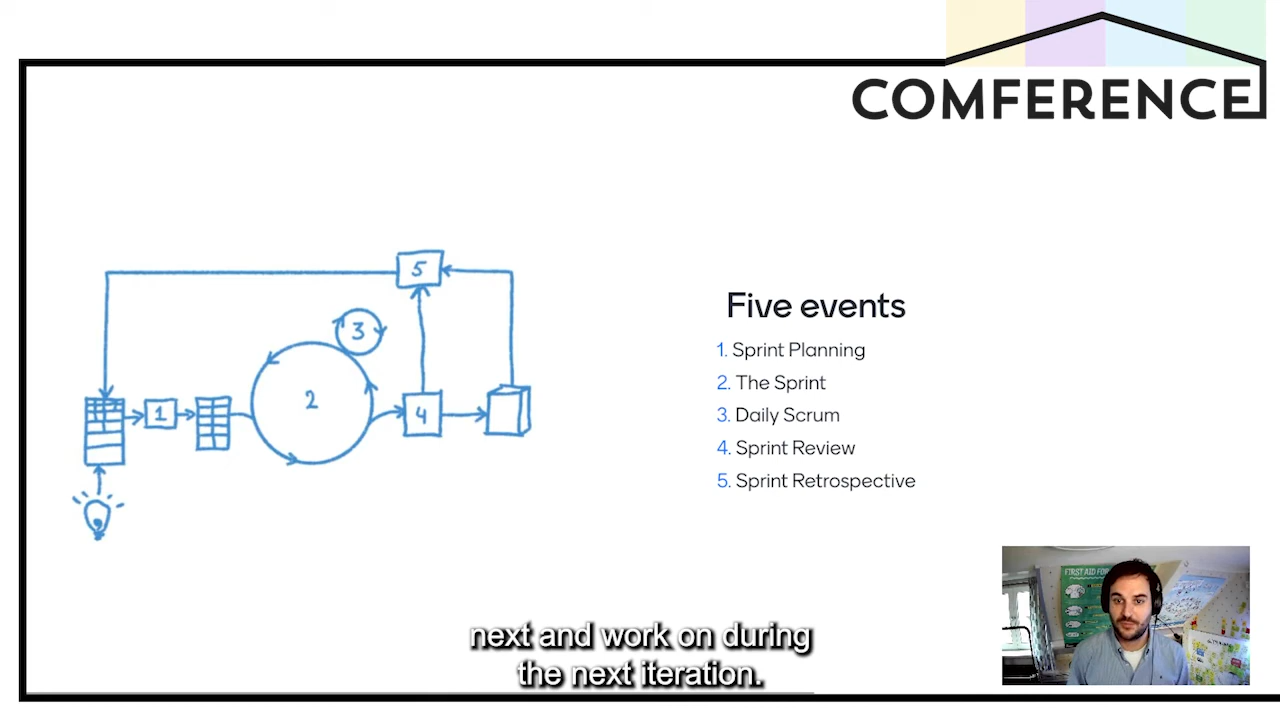 COMFERENCE
5
3
2
1
4
Five events
1. Sprint Planning
2. The Sprint
3. Daily Scrum
4. Sprint Review
5. Sprint Retrospective
FIRST AID FOR
next and work on during
the next iteration.